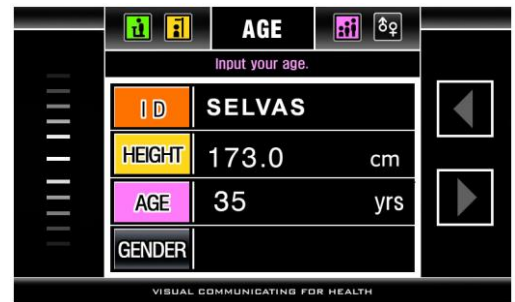 AGE
Input your age.
ID SELVAS
HEIGHT 173.0 cm
AGE 35 yrs
GENDER
VISUAL COMMUNICATING FOR HEALTH